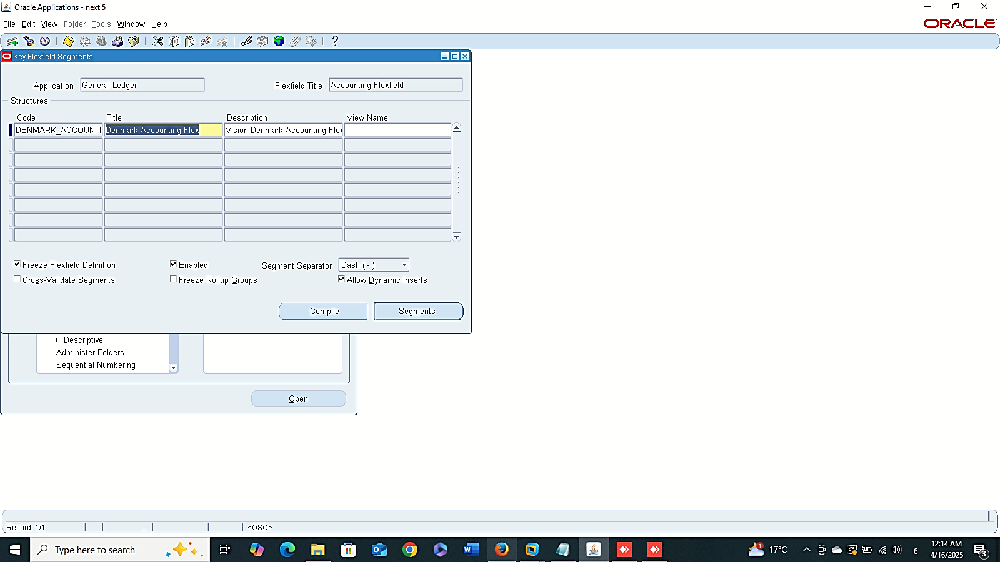 Oracle Applications - next 5
File Edit View Folder Tools Window Help
ORACLE
Key Flexfield Segments
Application General Ledger Flexfield Title Accounting Flexfield
Structures
Code Title Description View Name
DENMARK_ACCOUNTII Denmark Accounting Flex Vision Denmark Accounting Flex
Freeze Flexfield Definition Enabled Segment Separator Dash ( - )
Cross-Validate Segments Freeze Rollup Groups Allow Dynamic Inserts
Compile Segments
+ Descriptive
Administer Folders
+ Sequential Numbering
Open
Record: 1/1 ... <OSC>
Type here to search 1 17°C ع 12:14 AM
4/16/2025 3